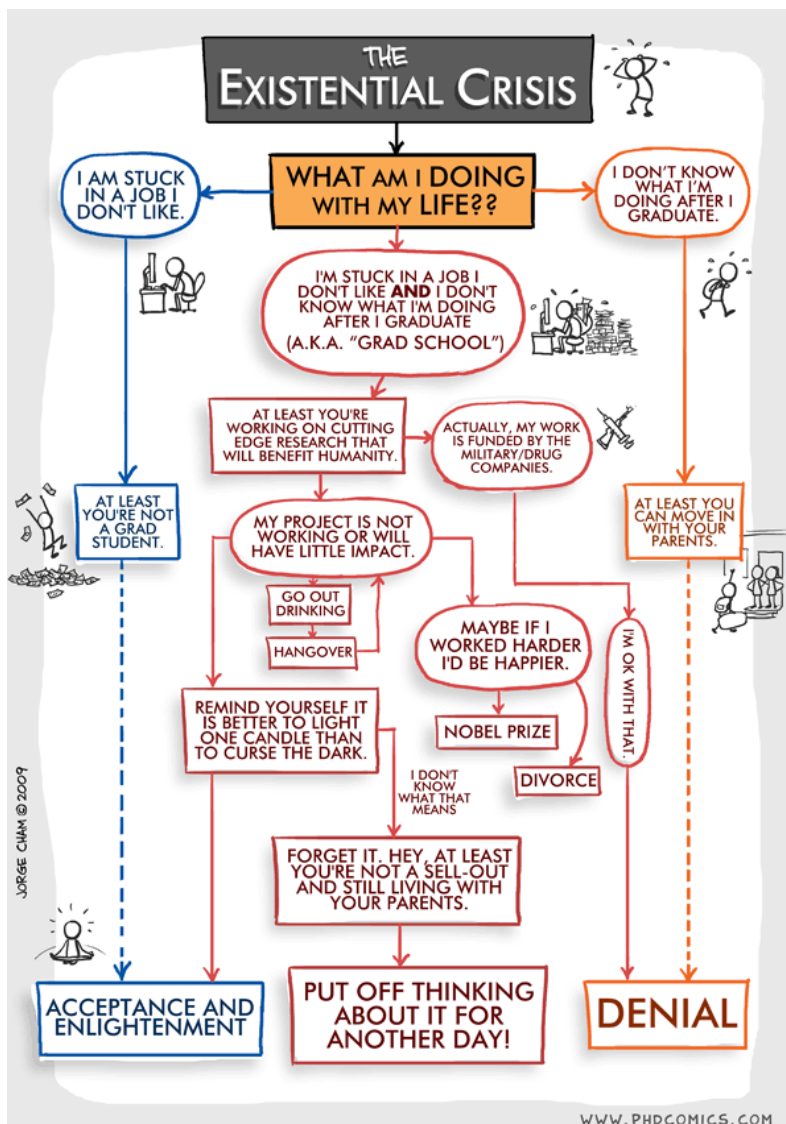 THE
EXISTENTIAL CRISIS
WHAT AM I DOING
WITH MY LIFE??
I AM STUCK
IN A JOB I
DON'T LIKE.
I DON'T KNOW
WHAT I'M
DOING AFTER I
GRADUATE.
I'M STUCK IN A JOB I
DON'T LIKE AND I DON'T
KNOW WHAT I'M DOING
AFTER I GRADUATE
(A.K.A. "GRAD SCHOOL")
AT LEAST YOU'RE
WORKING ON CUTTING
EDGE RESEARCH THAT
WILL BENEFIT HUMANITY.
ACTUALLY, MY WORK
IS FUNDED BY THE
MILITARY/DRUG
COMPANIES.
AT LEAST
YOU'RE NOT
A GRAD
STUDENT.
MY PROJECT IS NOT
WORKING OR WILL
HAVE LITTLE IMPACT.
AT LEAST YOU
CAN MOVE IN
WITH YOUR
PARENTS.
GO OUT
DRINKING
HANGOVER
MAYBE IF I
WORKED HARDER
I'D BE HAPPIER.
I'M OK WITH THAT.
REMIND YOURSELF IT
IS BETTER TO LIGHT
ONE CANDLE THAN
TO CURSE THE DARK.
NOBEL PRIZE
DIVORCE
I DON'T
KNOW
WHAT THAT
MEANS
FORGET IT. HEY, AT LEAST
YOU'RE NOT A SELL-OUT
AND STILL LIVING WITH
YOUR PARENTS.
JORGE CHAM © 2009
ACCEPTANCE AND
ENLIGHTENMENT
PUT OFF THINKING
ABOUT IT FOR
ANOTHER DAY!
DENIAL
WWW.PHDCOMICS.COM